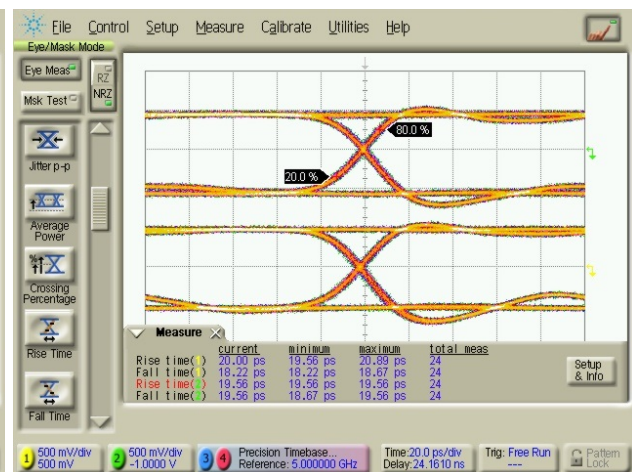 File Control Setup Measure Calibrate Utilities Help
Eye/Mask Mode
Eye Meas
Msk Test
RZ
NRZ
Jitter p-p
Average
Power
Crossing
Percentage
Rise Time
Fall Time
80.0 %
20.0 %
Measure
current minimum maximum total meas
Rise time(1) 20.00 ps 19.56 ps 20.89 ps 24
Fall time(1) 18.22 ps 18.22 ps 18.67 ps 24
Rise time(2) 19.56 ps 19.56 ps 19.56 ps 24
Fall time(2) 19.56 ps 18.67 ps 19.56 ps 24
Setup
& Info
1 500 mV/div
500 mV
2 500 mV/div
-1.0000 V
3 4 Precision Timebase...
Reference: 5.000000 GHz
Time:20.0 ps/div
Delay:24.1610 ns
Trig: Free Run
---
Pattern
Lock